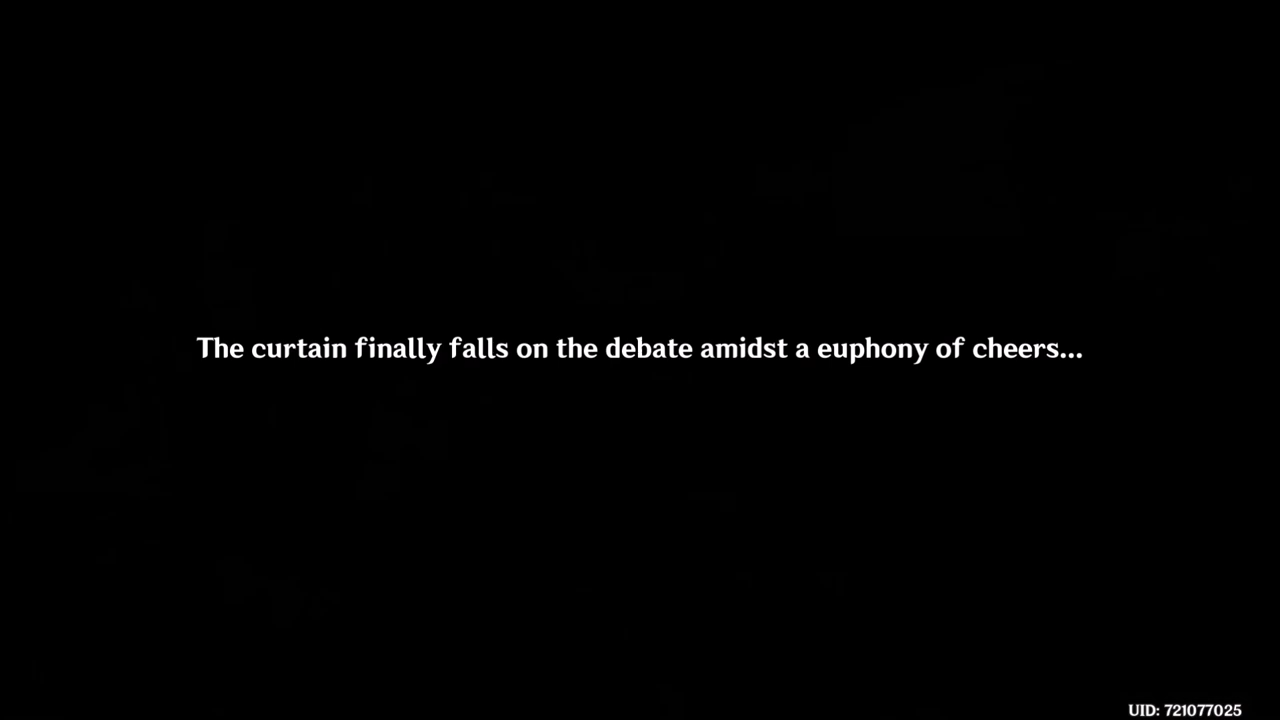 The curtain finally falls on the debate amidst a euphony of cheers...
UID: 721077025